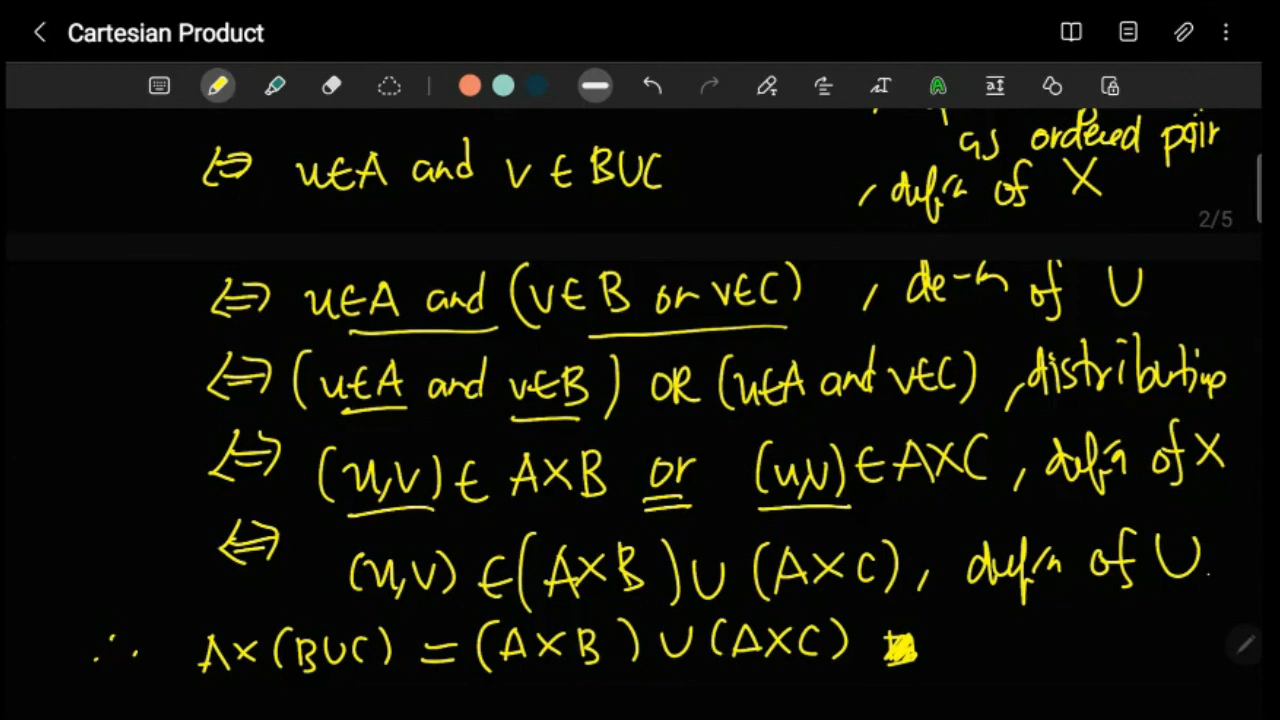 Cartesian Product
as ordered pair
⇔ u∈A and v ∈ B∪C , defn of X
2/5
⇔ u∈A and (v∈B or v∈C) , de-n of ∪
⇔ (u∈A and v∈B) OR (u∈A and v∈C) , distributive
⇔ (u,v) ∈ A×B or (u,v) ∈ A×C , defn of X
⇔ (u,v) ∈ (A×B) ∪ (A×C) , defn of ∪.
∴ A×(B∪C) = (A×B) ∪ (A×C)